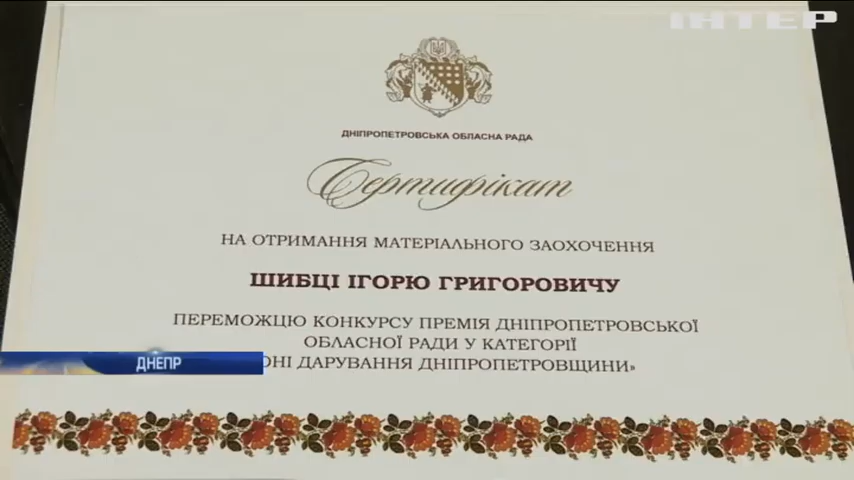 ІНТЕР
ДНІПРОПЕТРОВСЬКА ОБЛАСНА РАДА
Сертифікат
НА ОТРИМАННЯ МАТЕРІАЛЬНОГО ЗАОХОЧЕННЯ
ШИБЦІ ІГОРЮ ГРИГОРОВИЧУ
ПЕРЕМОЖЦЮ КОНКУРСУ ПРЕМІЯ ДНІПРОПЕТРОВСЬКОЇ
ОБЛАСНОЇ РАДИ У КАТЕГОРІЇ
ДАРУВАННЯ ДНІПРОПЕТРОВЩИНИ»
ДНЕПР